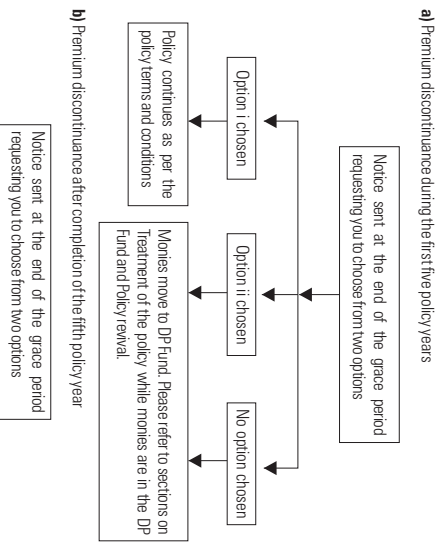 a) Premium discontinuance during the first five policy years
Notice sent at the end of the grace period
requesting you to choose from two options
Option i chosen
Option ii chosen
No option chosen
Policy continues as per the
policy terms and conditions
Monies move to DP Fund. Please refer to sections on
Treatment of the policy while monies are in the DP
Fund and Policy revival.
b) Premium discontinuance after completion of the fifth policy year
Notice sent at the end of the grace period
requesting you to choose from two options